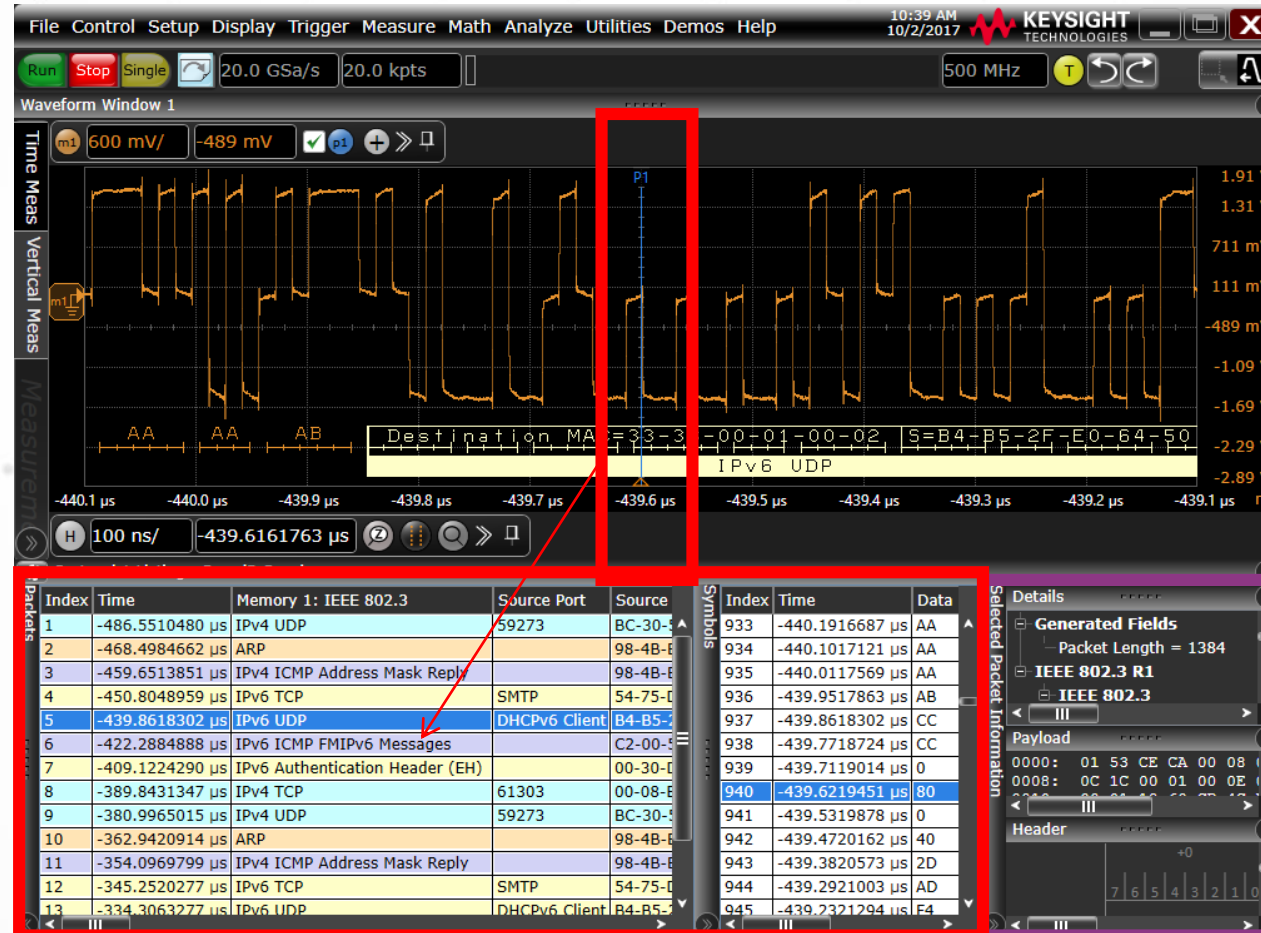 File Control Setup Display Trigger Measure Math Analyze Utilities Demos Help
10:39 AM
10/2/2017
KEYSIGHT
TECHNOLOGIES
Run Stop Single 20.0 GSa/s 20.0 kpts 500 MHz T
Waveform Window 1
Time Meas
Vertical Meas
Measurem
m1 600 mV/ -489 mV p1
P1
1.91
1.31
711 m
111 m
-489 m
-1.09
-1.69
-2.29
-2.89
m1
AA AA AB Destination MAC=33-3 -00-01-00-02, S=B4-B5-2F-E0-64-50
IPv6 UDP
-440.1 µs -440.0 µs -439.9 µs -439.8 µs -439.7 µs -439.6 µs -439.5 µs -439.4 µs -439.3 µs -439.2 µs -439.1 µs
H 100 ns/ -439.6161763 µs Z
Packets
Index Time Memory 1: IEEE 802.3 Source Port Source
1 -486.5510480 µs IPv4 UDP 59273 BC-30-
2 -468.4984662 µs ARP 98-4B-
3 -459.6513851 µs IPv4 ICMP Address Mask Reply 98-4B-
4 -450.8048959 µs IPv6 TCP SMTP 54-75-
5 -439.8618302 µs IPv6 UDP DHCPv6 Client B4-B5-
6 -422.2884888 µs IPv6 ICMP FMIPv6 Messages C2-00-
7 -409.1224290 µs IPv6 Authentication Header (EH) 00-30-
8 -389.8431347 µs IPv4 TCP 61303 00-08-
9 -380.9965015 µs IPv4 UDP 59273 BC-30-
10 -362.9420914 µs ARP 98-4B-
11 -354.0969799 µs IPv4 ICMP Address Mask Reply 98-4B-
12 -345.2520277 µs IPv6 TCP SMTP 54-75-
13 -334.3063277 µs IPv6 UDP DHCPv6 Client B4-B5-
Symbols
Index Time Data
933 -440.1916687 µs AA
934 -440.1017121 µs AA
935 -440.0117569 µs AA
936 -439.9517863 µs AB
937 -439.8618302 µs CC
938 -439.7718724 µs CC
939 -439.7119014 µs 0
940 -439.6219451 µs 80
941 -439.5319878 µs 0
942 -439.4720162 µs 40
943 -439.3820573 µs 2D
944 -439.2921003 µs AD
945 -439.2321294 µs F4
Selected Packet Information
Details
Generated Fields
Packet Length = 1384
IEEE 802.3 R1
IEEE 802.3
Payload
0000: 01 53 CE CA 00 08
0008: 0C 1C 00 01 00 0E
Header
+0
7 6 5 4 3 2 1 0